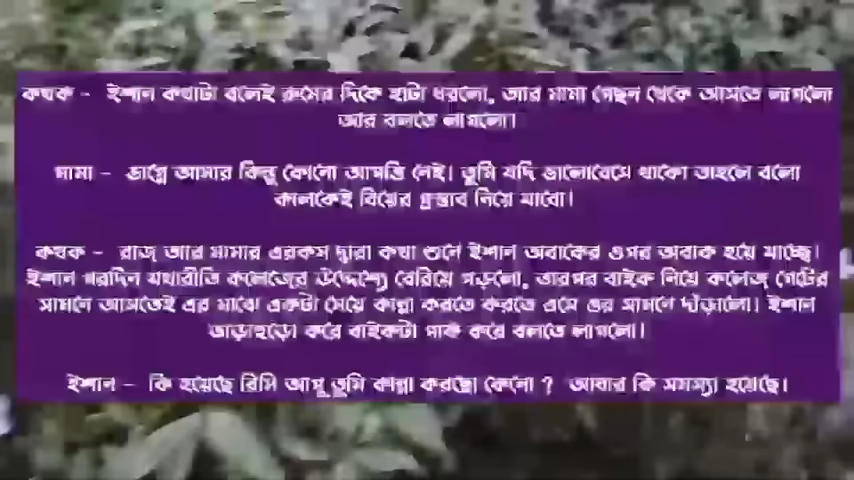 কথক - ইশান কথাটা বলেই রুমের দিকে হাটা ধরলো, আর মামা পেছন থেকে আসতে লাগলো
আর বলতে লাগলো।
মামা - ভাগ্নে আমার কিন্তু কোনো আপত্তি নেই। তুমি যদি ভালোবেসে থাকো তাহলে বলো
কালকেই বিয়ের প্রস্তাব নিয়ে যাবো।
কথক - রাজ আর মামার এরকম দ্বারা কথা শুনে ইশান অবাকের ওপর অবাক হয়ে যাচ্ছে।
ইশান পরদিন যথারীতি কলেজের উদ্দেশ্যে বেরিয়ে পড়লো, তারপর বাইক নিয়ে কলেজ গেটের
সামনে আসতেই এর মাঝে একটা মেয়ে কান্না করতে করতে এসে ওর সামনে দাঁড়ালো। ইশান
তাড়াহুড়ো করে বাইকটা পার্ক করে বলতে লাগলো।
ইশান - কি হয়েছে রিমি আপু তুমি কান্না করছো কেনো ? আবার কি সমস্যা হয়েছে।